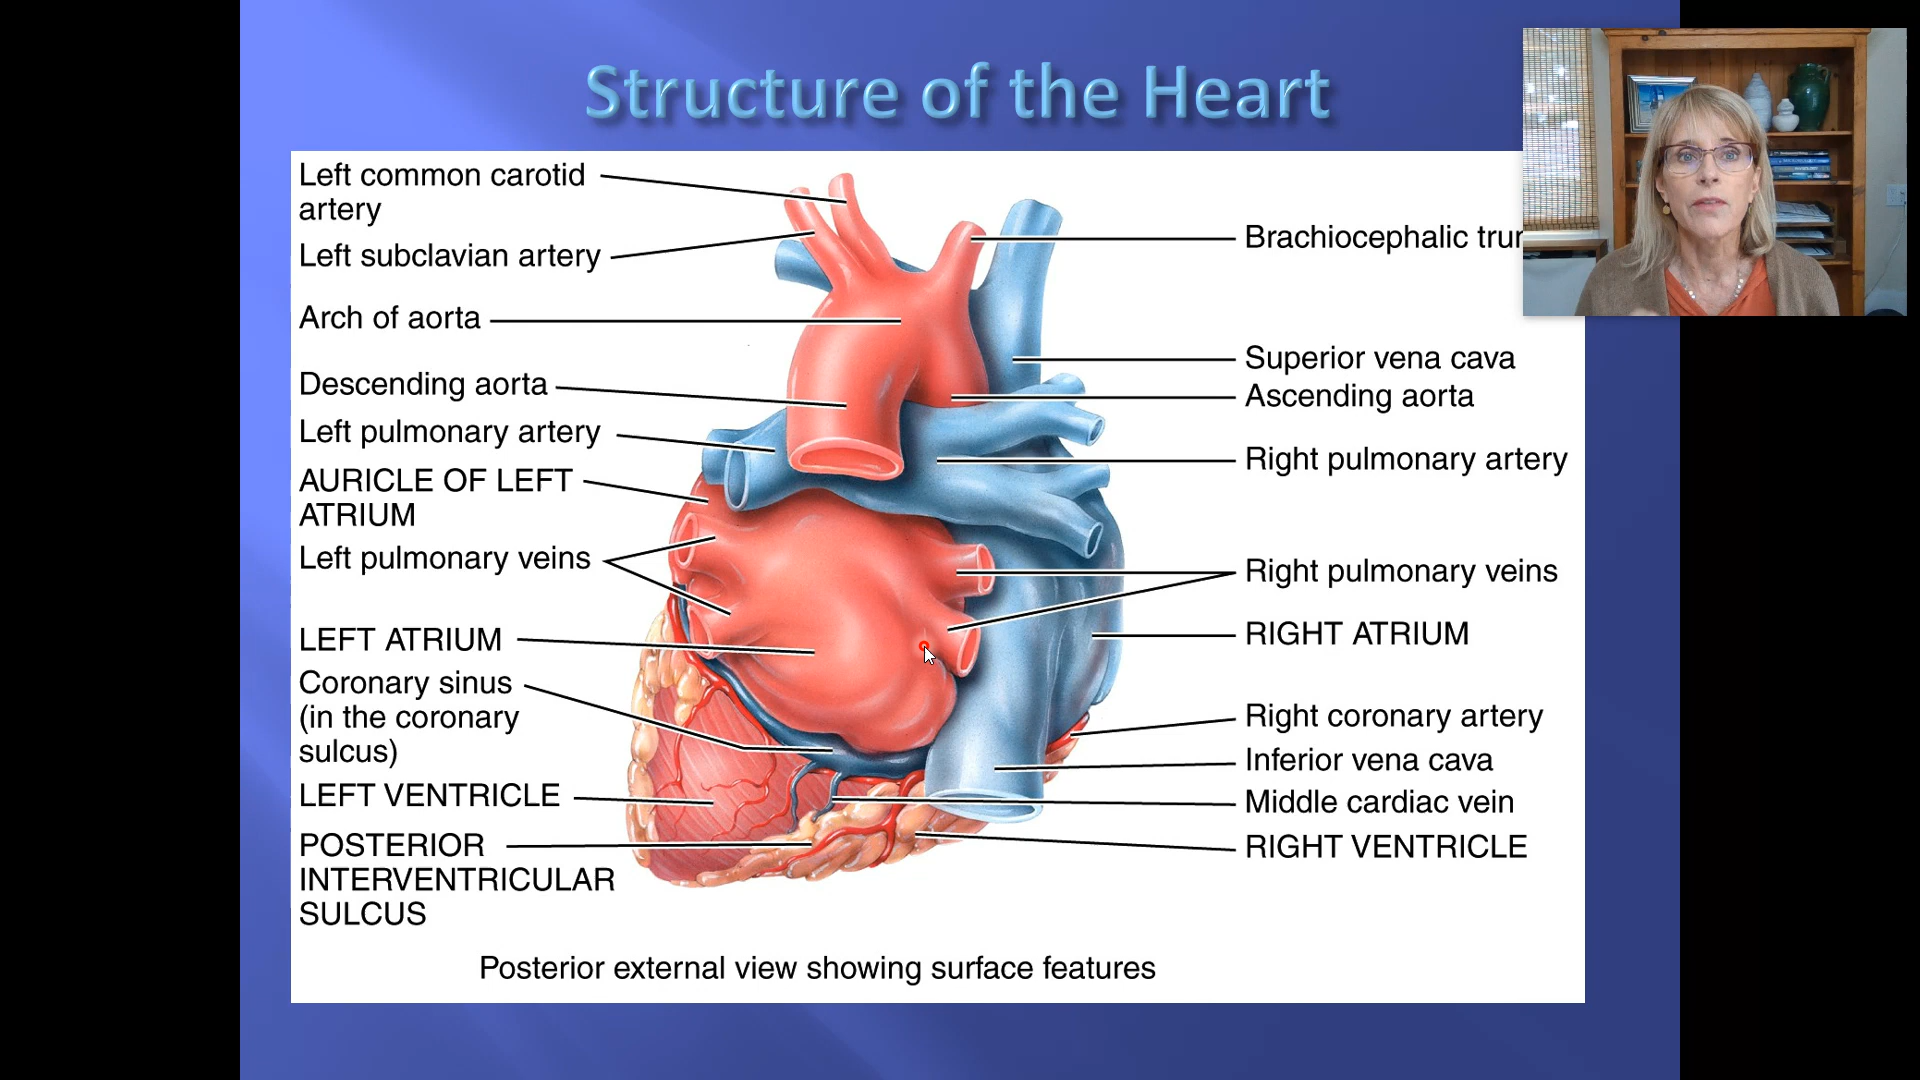 Structure of the Heart
Left common carotid
artery
Left subclavian artery
Arch of aorta
Descending aorta
Left pulmonary artery
AURICLE OF LEFT
ATRIUM
Left pulmonary veins
LEFT ATRIUM
Coronary sinus
(in the coronary
sulcus)
LEFT VENTRICLE
POSTERIOR
INTERVENTRICULAR
SULCUS
Brachiocephalic
Superior vena cava
Ascending aorta
Right pulmonary artery
Right pulmonary veins
RIGHT ATRIUM
Right coronary artery
Inferior vena cava
Middle cardiac vein
RIGHT VENTRICLE
Posterior external view showing surface features